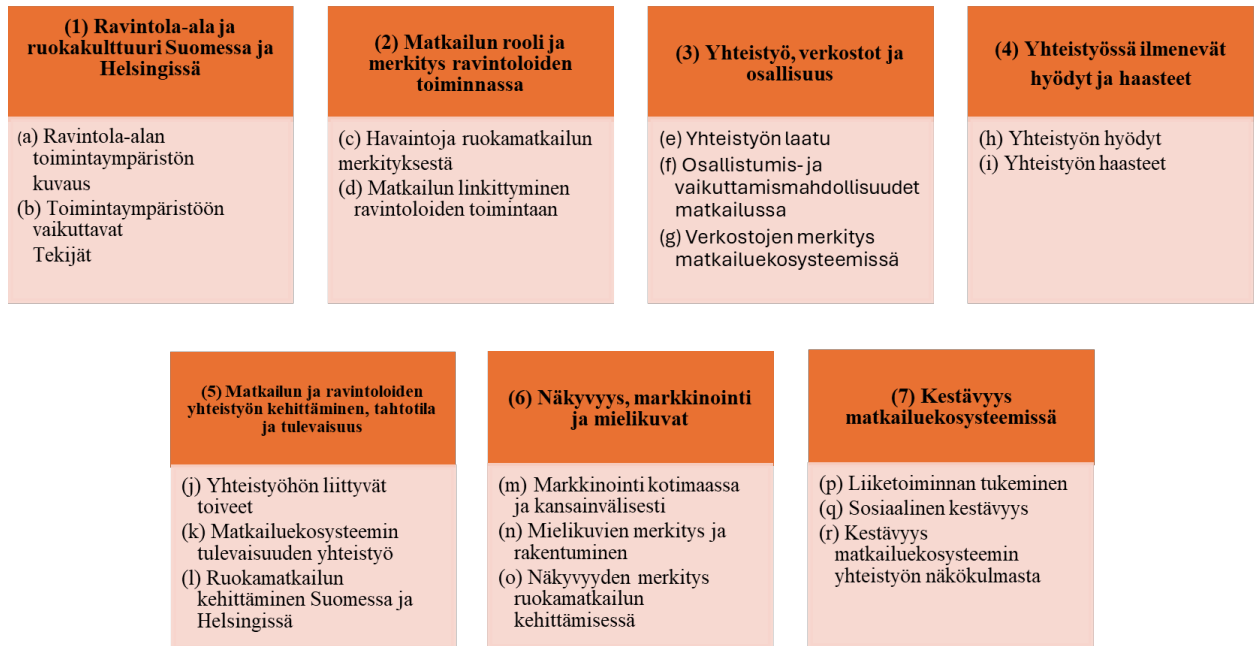 (1) Ravintola-ala ja
ruokakulttuuri Suomessa ja
Helsingissä
(a) Ravintola-alan
toimintaympäristön
kuvaus
(b) Toimintaympäristöön
vaikuttavat
Tekijät
(2) Matkailun rooli ja
merkitys ravintoloiden
toiminnassa
(c) Havaintoja ruokamatkailun
merkityksestä
(d) Matkailun linkittyminen
ravintoloiden toimintaan
(3) Yhteistyö, verkostot ja
osallisuus
(e) Yhteistyön laatu
(f) Osallistumis- ja
vaikuttamismahdollisuudet
matkailussa
(g) Verkostojen merkitys
matkailuekosysteemissä
(4) Yhteistyössä ilmenevät
hyödyt ja haasteet
(h) Yhteistyön hyödyt
(i) Yhteistyön haasteet
(5) Matkailun ja ravintoloiden
yhteistyön kehittäminen, tahtotila
ja tulevaisuus
(j) Yhteistyöhön liittyvät
toiveet
(k) Matkailuekosysteemin
tulevaisuuden yhteistyö
(l) Ruokamatkailun
kehittäminen Suomessa ja
Helsingissä
(6) Näkyvyys, markkinointi
ja mielikuvat
(m) Markkinointi kotimaassa
ja kansainvälisesti
(n) Mielikuvien merkitys ja
rakentuminen
(o) Näkyvyyden merkitys
ruokamatkailun
kehittämisessä
(7) Kestävyys
matkailuekosysteemissä
(p) Liiketoiminnan tukeminen
(q) Sosiaalinen kestävyys
(r) Kestävyys
matkailuekosysteemin
yhteistyön näkökulmasta